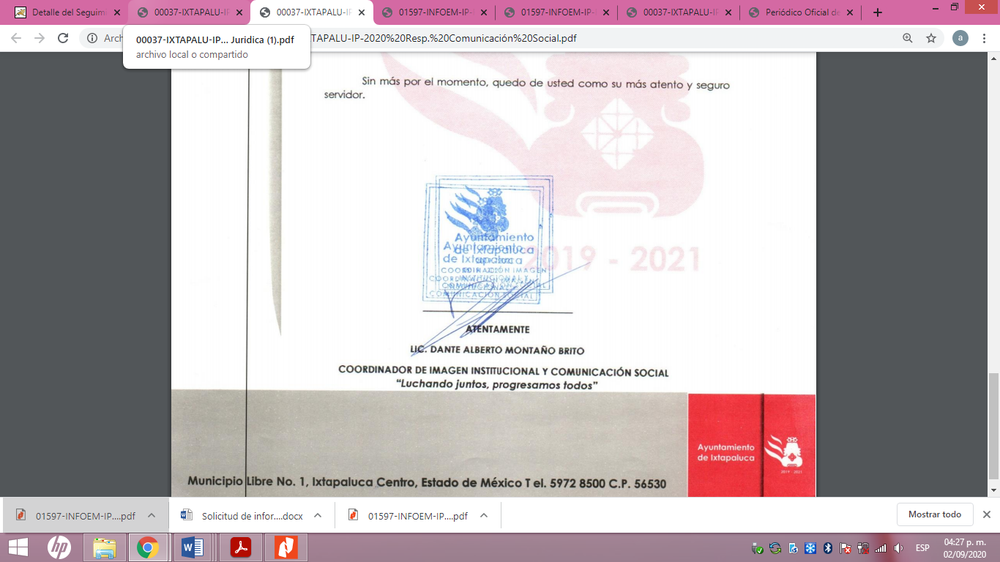 Detalle del Seguimi
00037-IXTAPALU-IP
00037-IXTAPALU-IP
01597-INFOEM-IP-
01597-INFOEM-IP-
00037-IXTAPALU-IP
Periódico Oficial de
Arch
TAPALU-IP-2020%20Resp.%20Comunicación%20Social.pdf
a
00037-IXTAPALU-IP... Juridica (1).pdf
archivo local o compartido
Sin más por el momento, quedo de usted como su más atento y seguro
servidor.
2019 - 2021
Ayuntamiento
de Ixtapaluca
Ayuntamiento
de Ixtapaluca
COORDINACIÓN IMAGEN
INSTITUCIONAL Y
COMUNICACIÓN SOCIAL
COMUNICACIÓN SOCIAL
ATENTAMENTE
LIC. DANTE ALBERTO MONTAÑO BRITO
COORDINADOR DE IMAGEN INSTITUCIONAL Y COMUNICACIÓN SOCIAL
“Luchando juntos, progresamos todos”
Ayuntamiento
de Ixtapaluca
2019 - 2021
Municipio Libre No. 1, Ixtapaluca Centro, Estado de México T el. 5972 8500 C.P. 56530
01597-INFOEM-IP....pdf
Solicitud de infor....docx
01597-INFOEM-IP....pdf
Mostrar todo
ESP
04:27 p. m.
02/09/2020